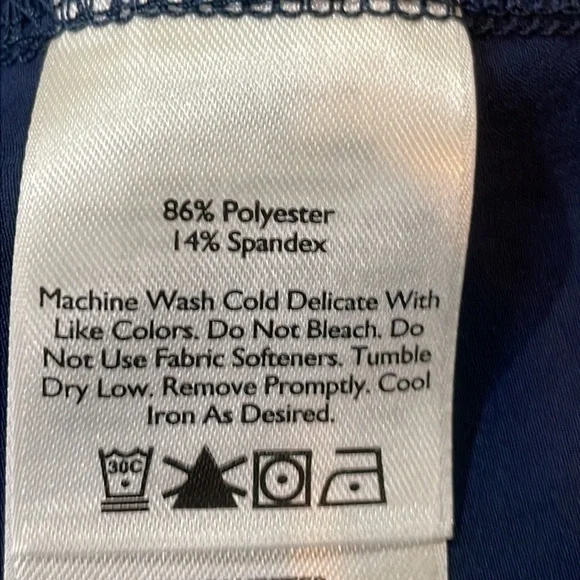 86% Polyester
14% Spandex
Machine Wash Cold Delicate With
Like Colors. Do Not Bleach. Do
Not Use Fabric Softeners. Tumble
Dry Low. Remove Promptly. Cool
Iron As Desired.
30C